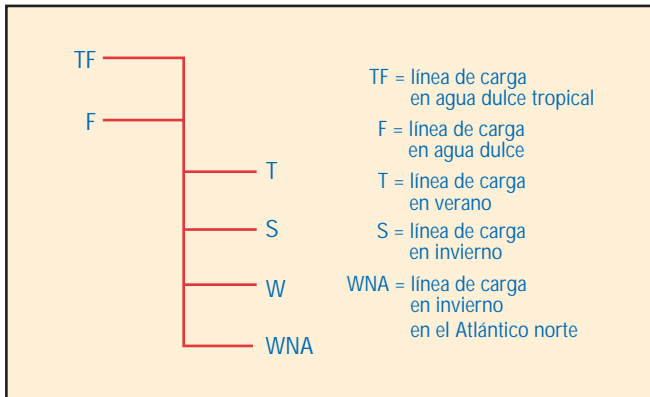 TF
F
T
S
W
WNA
TF = línea de carga
en agua dulce tropical
F = línea de carga
en agua dulce
T = línea de carga
en verano
S = línea de carga
en invierno
WNA = línea de carga
en invierno
en el Atlántico norte